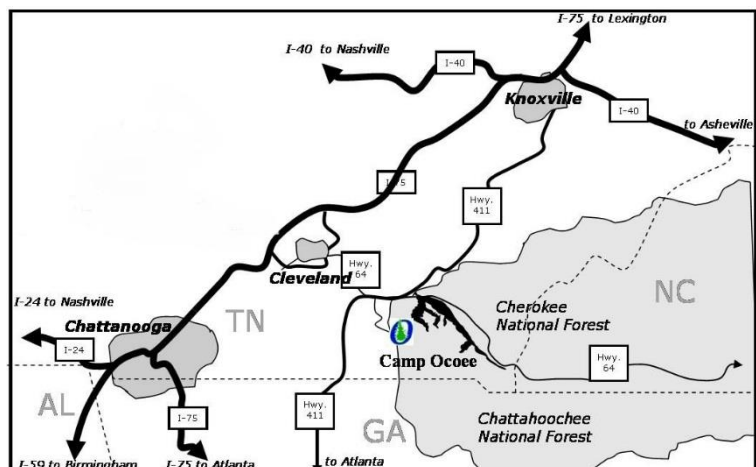 I-75 to Lexington
I-40 to Nashville
I-40
Knoxville
I-40
to Asheville
I-75
Hwy.
411
Hwy.
64
Cleveland
I-24 to Nashville
Chattanooga
TN
NC
Cherokee
National Forest
I-24
Camp Ocoee
Hwy.
64
AL
I-75
Hwy.
411
GA
Chattahoochee
National Forest
I-59 to Birmingham
I-75 to Atlanta
to Atlanta